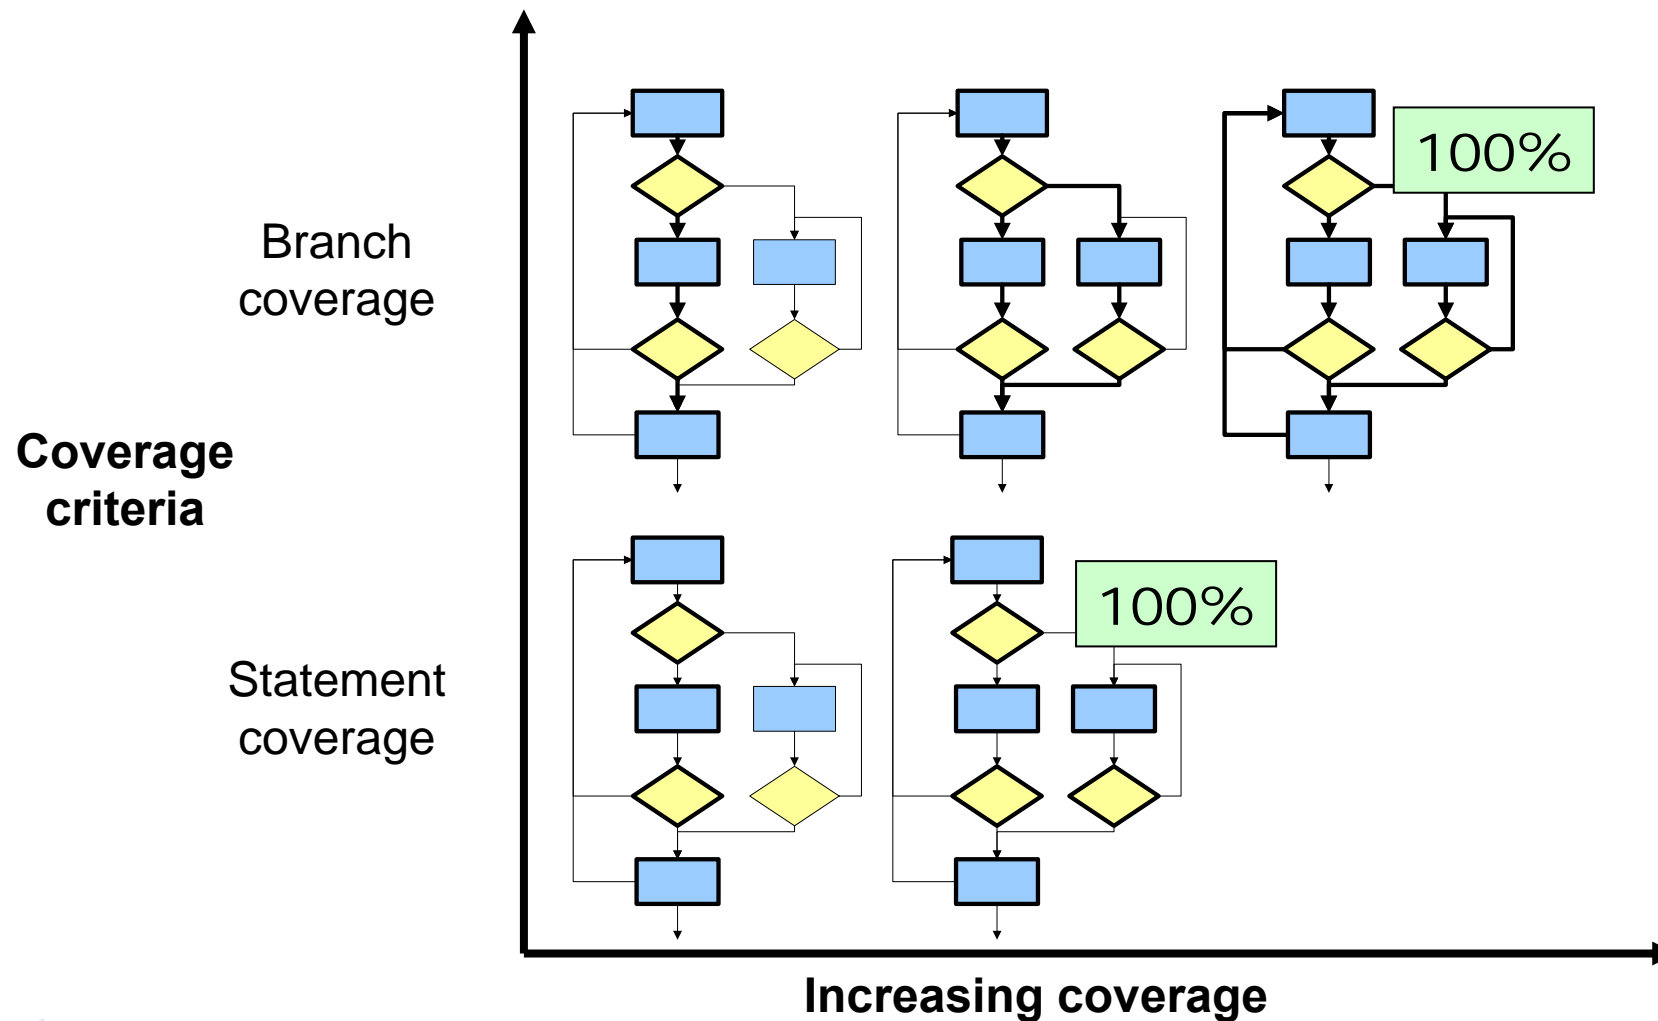 100%
Branch
coverage
Coverage
criteria
100%
Statement
coverage
Increasing coverage